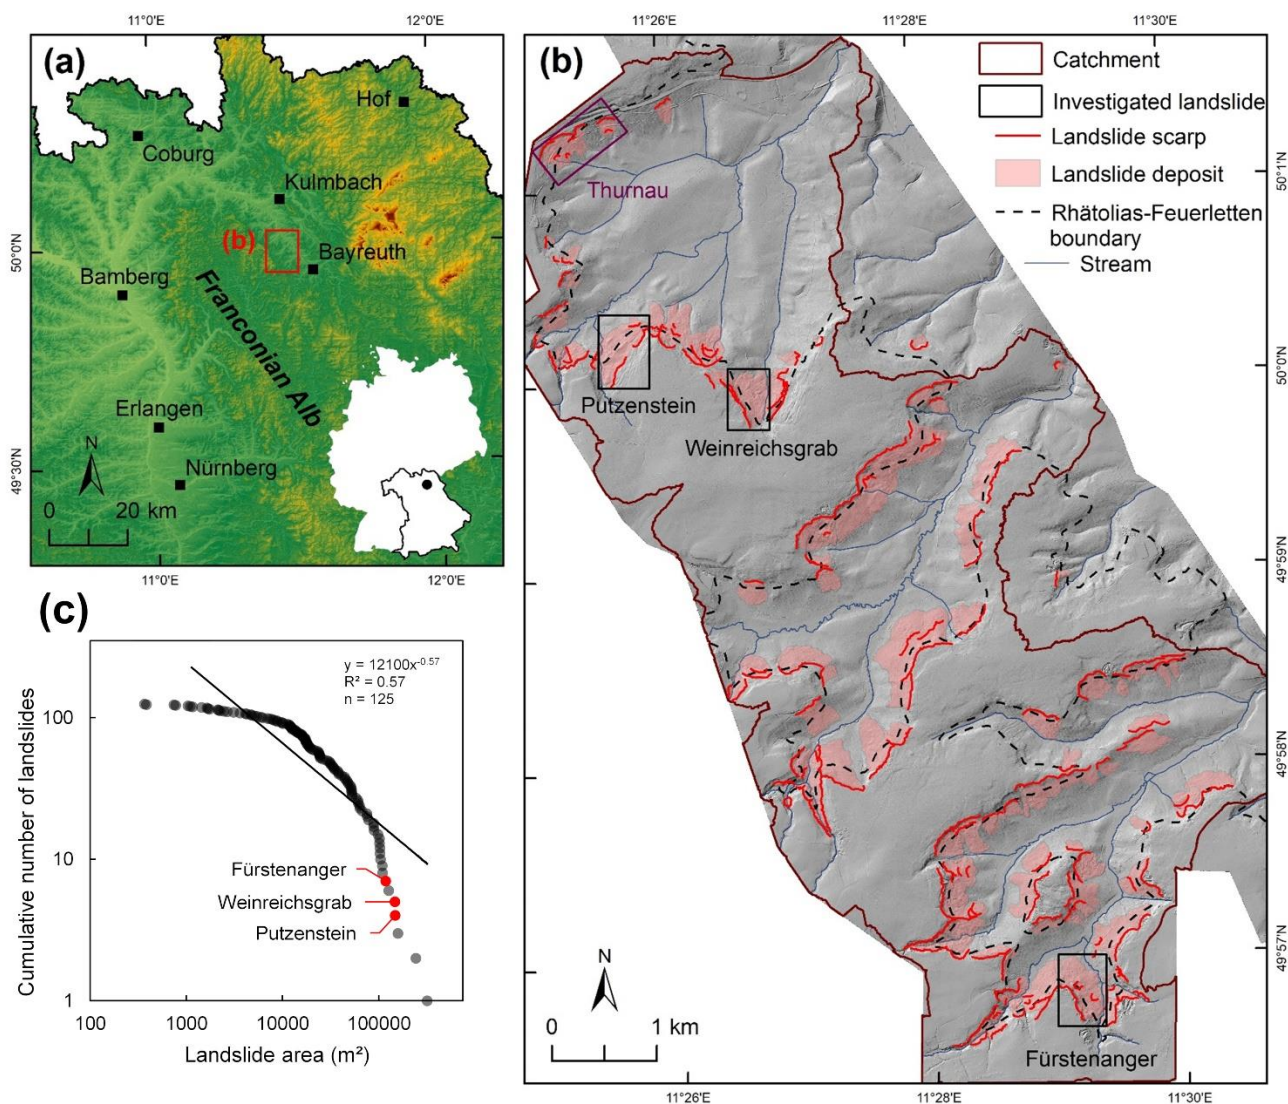 11°0'E
12°0'E
(a)
Hof
Coburg
Kulmbach
(b)
Bayreuth
50°0'N
Bamberg
Franconian Alb
Erlangen
Nürnberg
N
49°30'N
0
20 km
11°0'E
12°0'E
11°26'E
11°28'E
11°30'E
(b)
Catchment
Investigated landslide
Landslide scarp
Landslide deposit
Rhätolias-Feuerletten
boundary
Stream
Thurnau
Putzenstein
Weinreichsgrab
Fürstenanger
50°1'N
50°0'N
49°59'N
49°58'N
49°57'N
N
0
1 km
11°26'E
11°28'E
11°30'E
(c)
y = 12100x-0.57
R² = 0.57
n = 125
Cumulative number of landslides
100
10
1
Fürstenanger
Weinreichsgrab
Putzenstein
100
1000
10000
100000
Landslide area (m²)